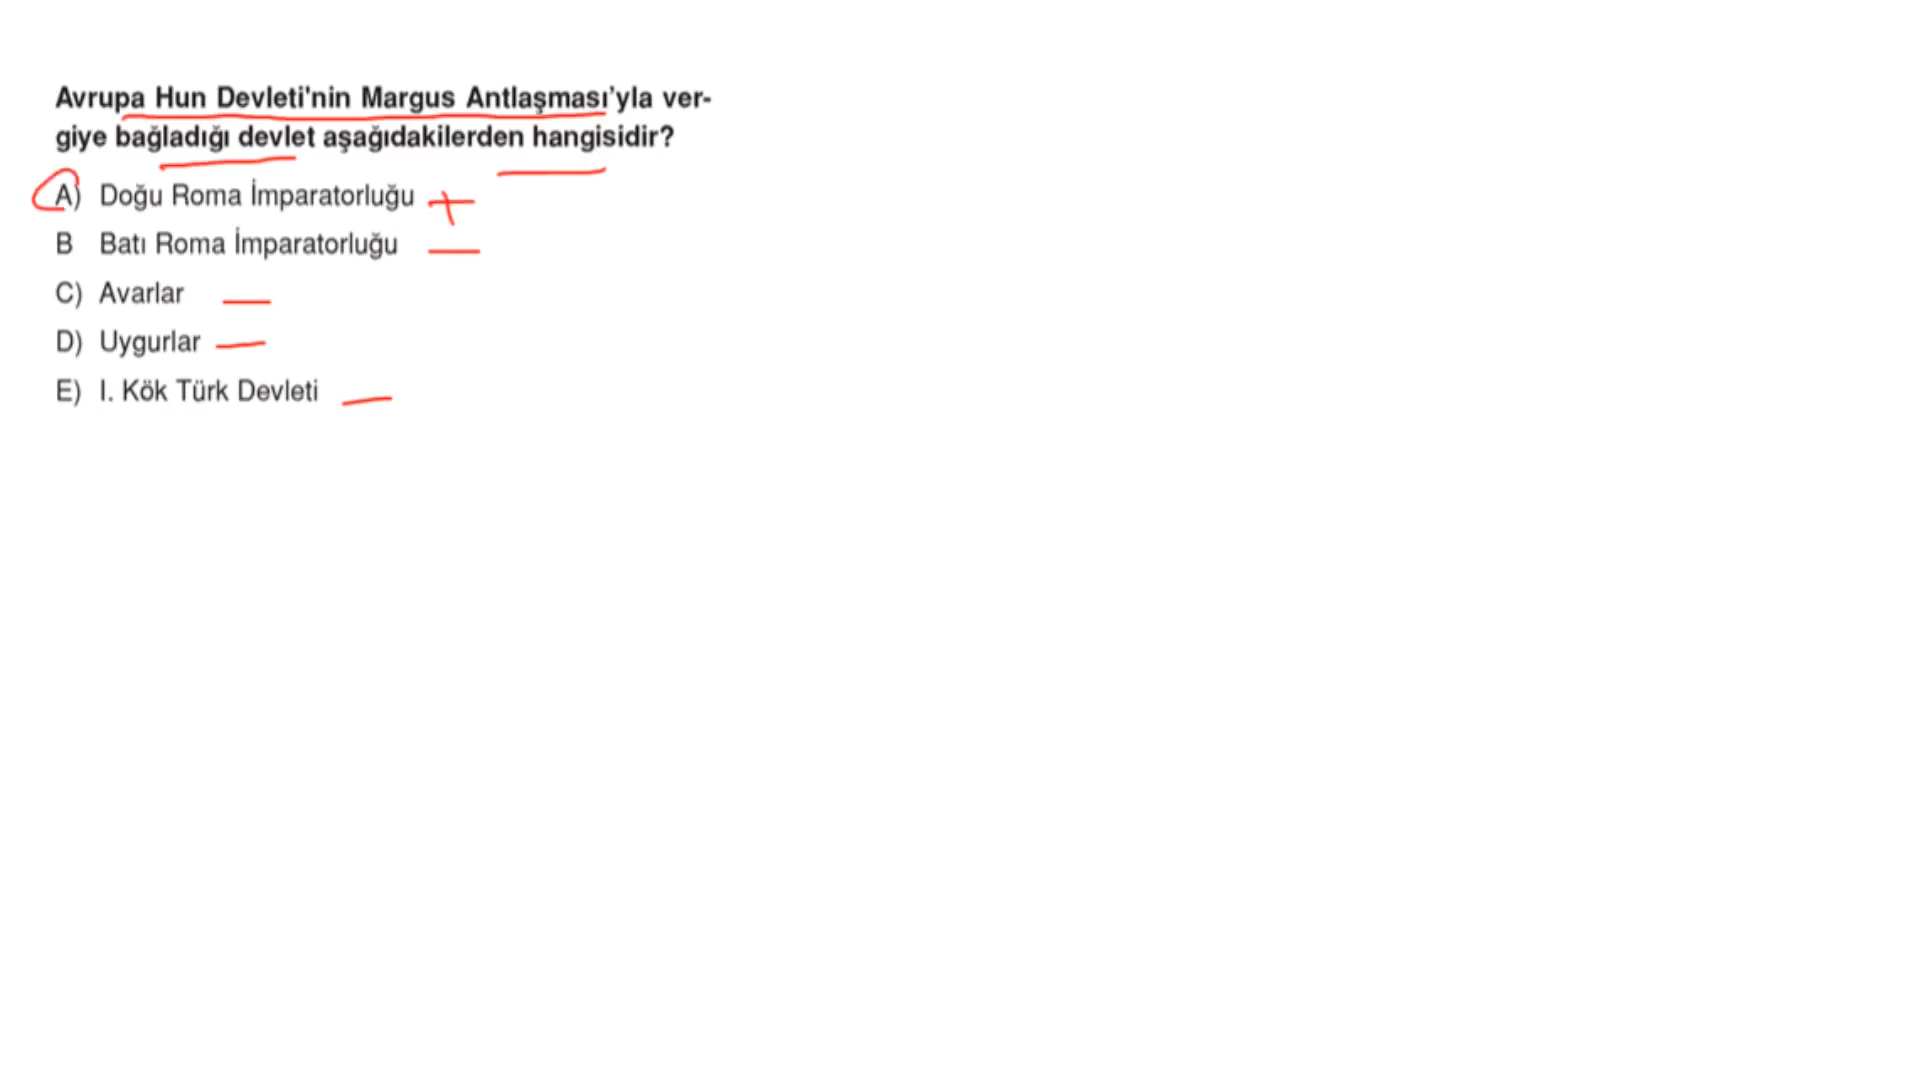 Avrupa Hun Devleti'nin Margus Antlaşması'yla ver-
giye bağladığı devlet aşağıdakilerden hangisidir?
A) Doğu Roma İmparatorluğu +
B Batı Roma İmparatorluğu —
C) Avarlar —
D) Uygurlar —
E) I. Kök Türk Devleti —